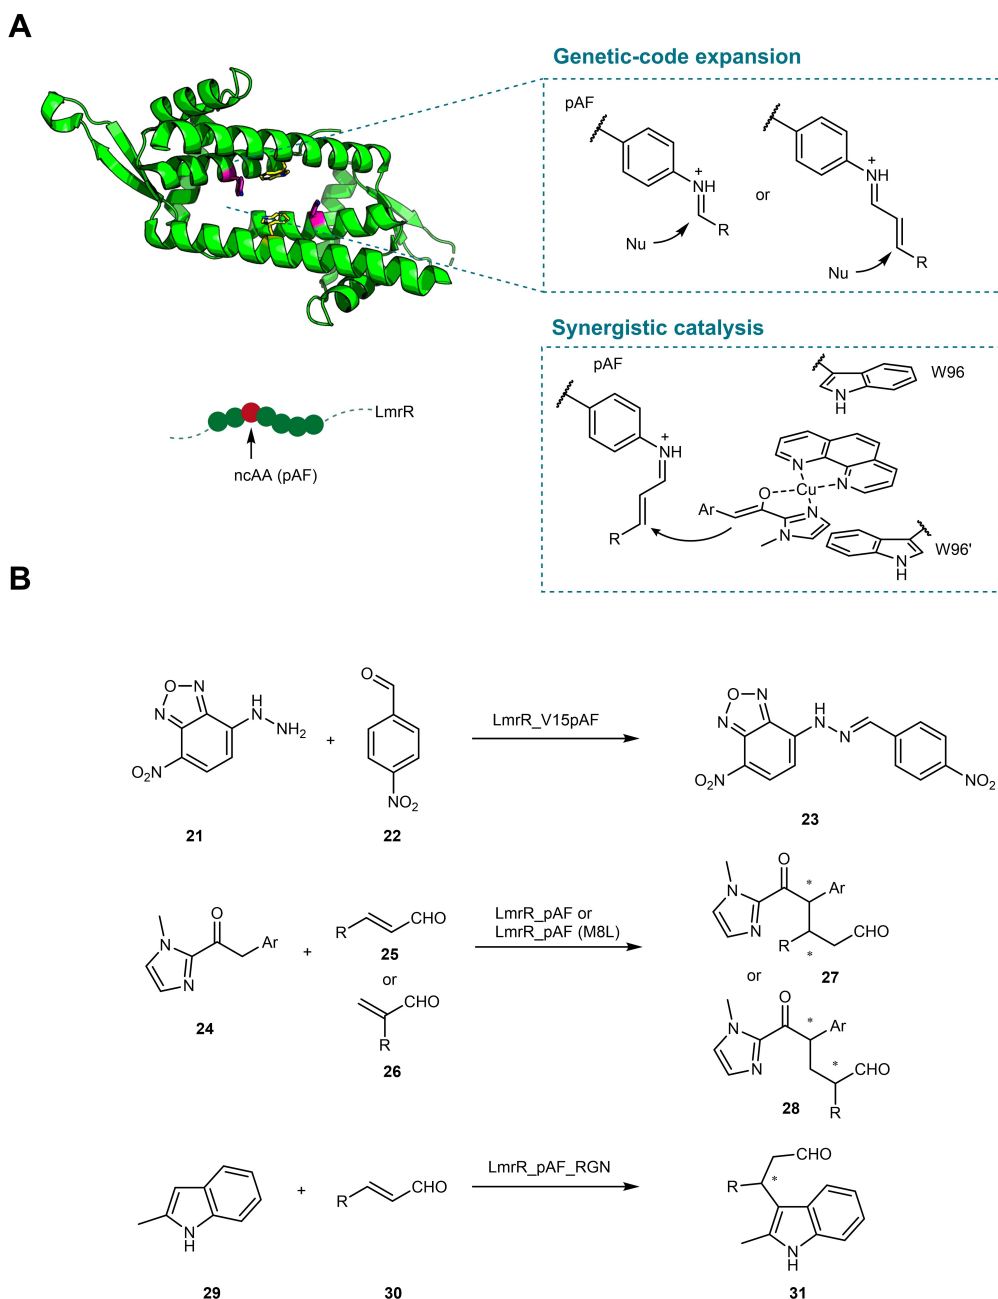 A
Genetic-code expansion
pAF
+
NH
R
Nu
or
+
NH
R
Nu
Synergistic catalysis
pAF
+
NH
R
W96
N
H
N
N
Cu
O
Ar
N
N
W96'
N
H
LmrR
ncAA (pAF)
B
O
N
N
H
N
NH2
O2N
21
+
O
NO2
22
LmrR_V15pAF
O
N
N
H
N
N
O2N
NO2
23
N
N
O
Ar
24
+
R
CHO
25
or
CHO
R
26
LmrR_pAF or
LmrR_pAF (M8L)
O
N
N
*
Ar
R
*
CHO
or
27
O
N
N
*
Ar
*
CHO
R
28
N
H
29
+
R
CHO
30
LmrR_pAF_RGN
CHO
R
*
N
H
31